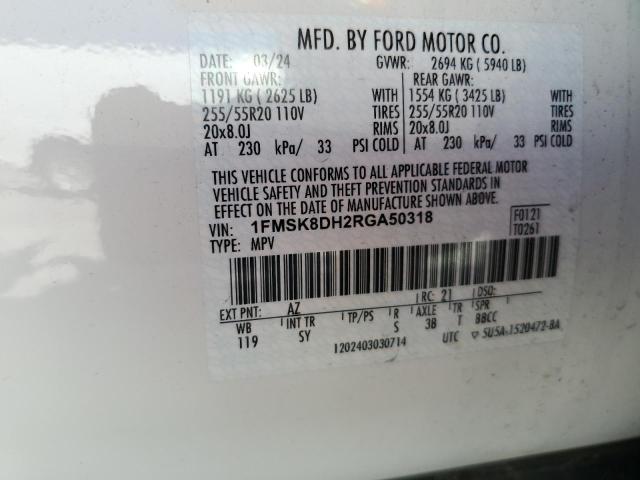 MFD. BY FORD MOTOR CO.
DATE: 03/24 GVWR: 2694 KG ( 5940 LB)
FRONT GAWR: REAR GAWR:
1191 KG ( 2625 LB) WITH 1554 KG ( 3425 LB) WITH
255/55R20 110V TIRES 255/55R20 110V TIRES
20x8.0J RIMS 20x8.0J RIMS
AT 230 kPa/ 33 PSI COLD AT 230 kPa/ 33 PSI COLD
THIS VEHICLE CONFORMS TO ALL APPLICABLE FEDERAL MOTOR
VEHICLE SAFETY AND THEFT PREVENTION STANDARDS IN
EFFECT ON THE DATE OF MANUFACTURE SHOWN ABOVE.
VIN: 1FMSK8DH2RGA50318 F0121
TYPE: MPV T0261
EXT PNT: AZ RC: 21 DSO:
WB INT TR TP/PS R AXLE TR SPR
119 SY S 3B T BBCC
1202403030714 UTC ▽ 5U5A-1520472-BA